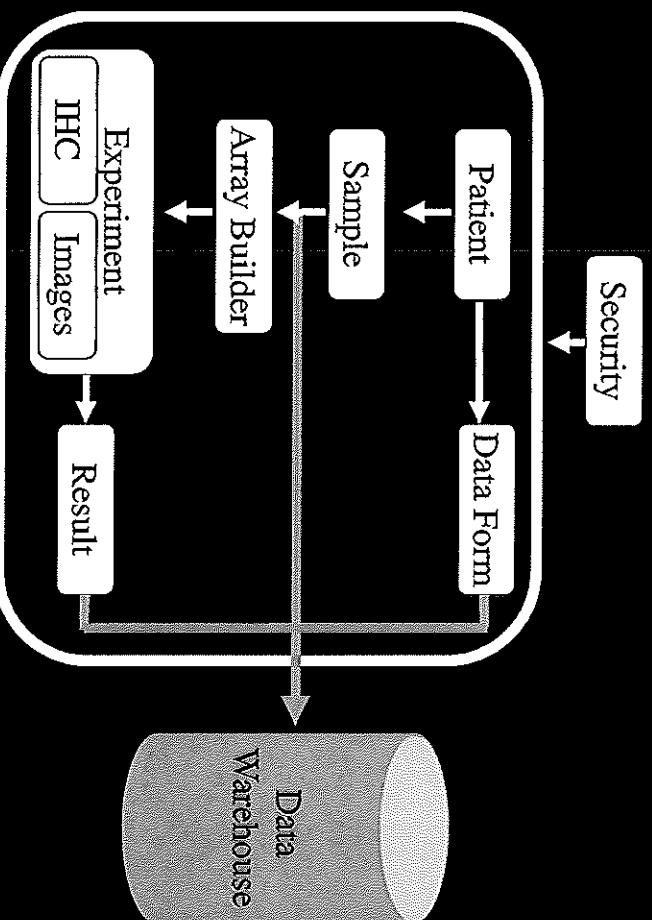 Security
Patient
Data Form
Sample
Array Builder
Experiment
IHC
Images
Result
Data
Warehouse